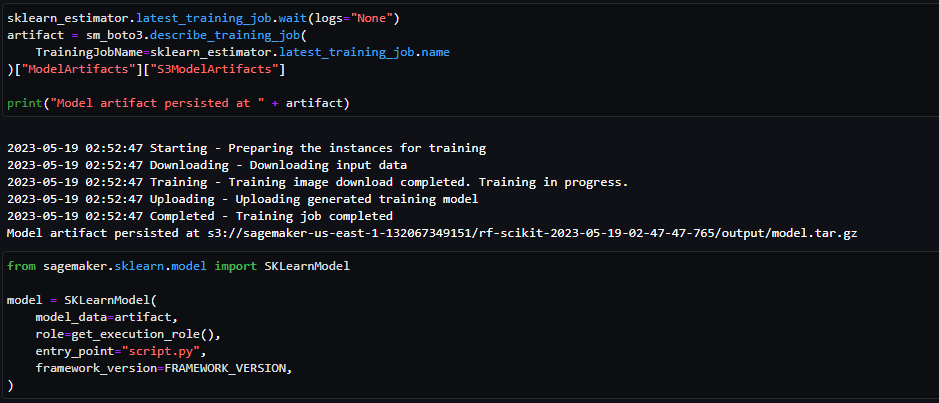 sklearn_estimator.latest_training_job.wait(logs="None")
artifact = sm_boto3.describe_training_job(
    TrainingJobName=sklearn_estimator.latest_training_job.name
)["ModelArtifacts"]["S3ModelArtifacts"]

print("Model artifact persisted at " + artifact)

2023-05-19 02:52:47 Starting - Preparing the instances for training
2023-05-19 02:52:47 Downloading - Downloading input data
2023-05-19 02:52:47 Training - Training image download completed. Training in progress.
2023-05-19 02:52:47 Uploading - Uploading generated training model
2023-05-19 02:52:47 Completed - Training job completed
Model artifact persisted at s3://sagemaker-us-east-1-132067349151/rf-scikit-2023-05-19-02-47-47-765/output/model.tar.gz

from sagemaker.sklearn.model import SKLearnModel

model = SKLearnModel(
    model_data=artifact,
    role=get_execution_role(),
    entry_point="script.py",
    framework_version=FRAMEWORK_VERSION,
)